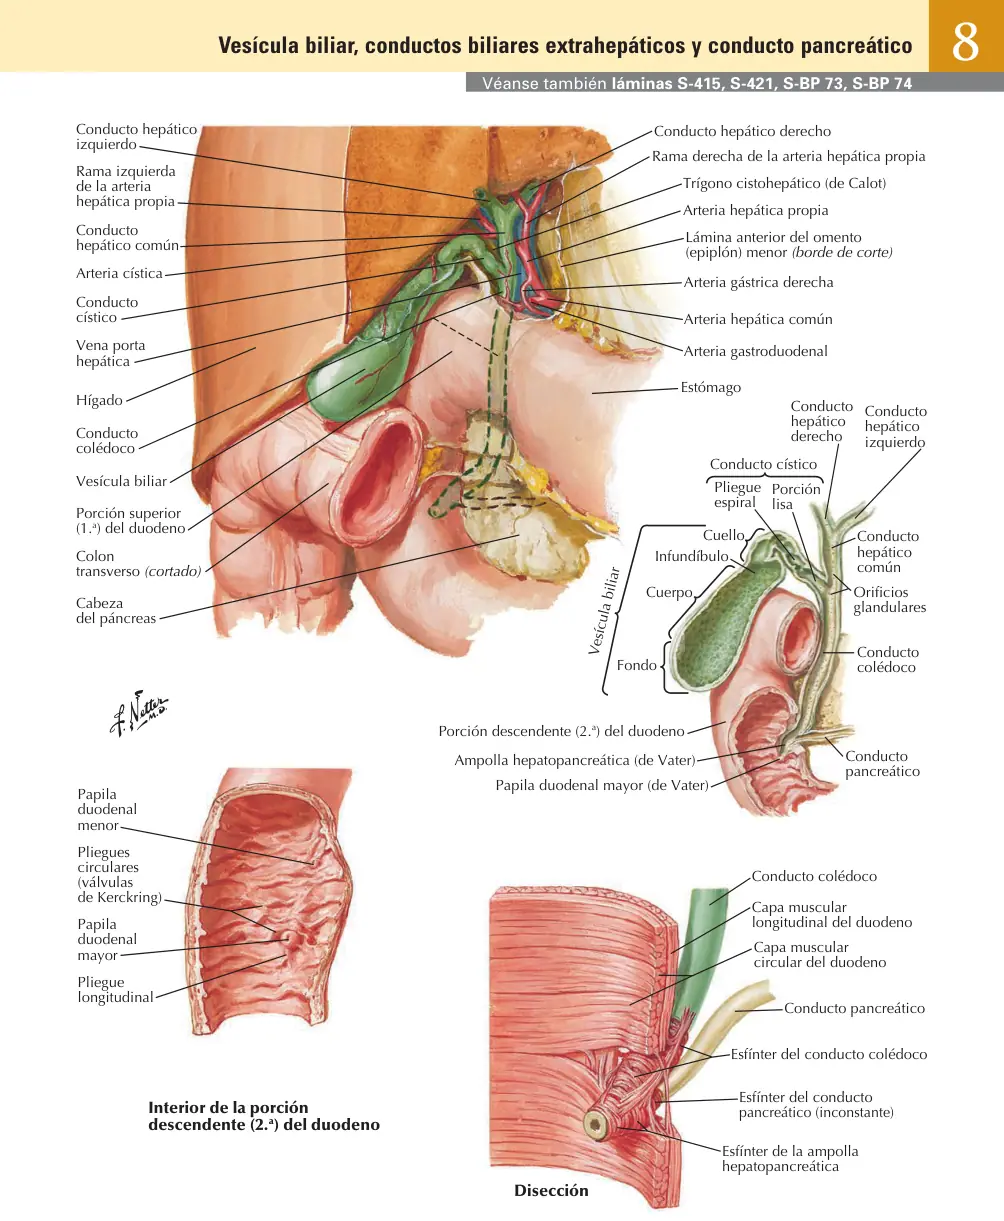 Vesícula biliar, conductos biliares extrahepáticos y conducto pancreático
8
Véanse también láminas S-415, S-421, S-BP 73, S-BP 74
Conducto hepático
izquierdo
Rama izquierda
de la arteria
hepática propia
Conducto
hepático común
Arteria cística
Conducto
cístico
Vena porta
hepática
Hígado
Conducto
colédoco
Vesícula biliar
Porción superior
(1.ª) del duodeno
Colon
transverso (cortado)
Cabeza
del páncreas
Conducto hepático derecho
Rama derecha de la arteria hepática propia
Trígono cistohepático (de Calot)
Arteria hepática propia
Lámina anterior del omento
(epiplón) menor (borde de corte)
Arteria gástrica derecha
Arteria hepática común
Arteria gastroduodenal
Estómago
Conducto
hepático
derecho
Conducto
hepático
izquierdo
Conducto cístico
Pliegue
espiral
Porción
lisa
Cuello
Infundíbulo
Cuerpo
Vesícula biliar
Fondo
Conducto
hepático
común
Orificios
glandulares
Conducto
colédoco
Porción descendente (2.ª) del duodeno
Ampolla hepatopancreática (de Vater)
Papila duodenal mayor (de Vater)
Conducto
pancreático
F. Netter
M.D.
Papila
duodenal
menor
Pliegues
circulares
(válvulas
de Kerckring)
Papila
duodenal
mayor
Pliegue
longitudinal
Interior de la porción
descendente (2.ª) del duodeno
Conducto colédoco
Capa muscular
longitudinal del duodeno
Capa muscular
circular del duodeno
Conducto pancreático
Esfínter del conducto colédoco
Esfínter del conducto
pancreático (inconstante)
Esfínter de la ampolla
hepatopancreática
Disección